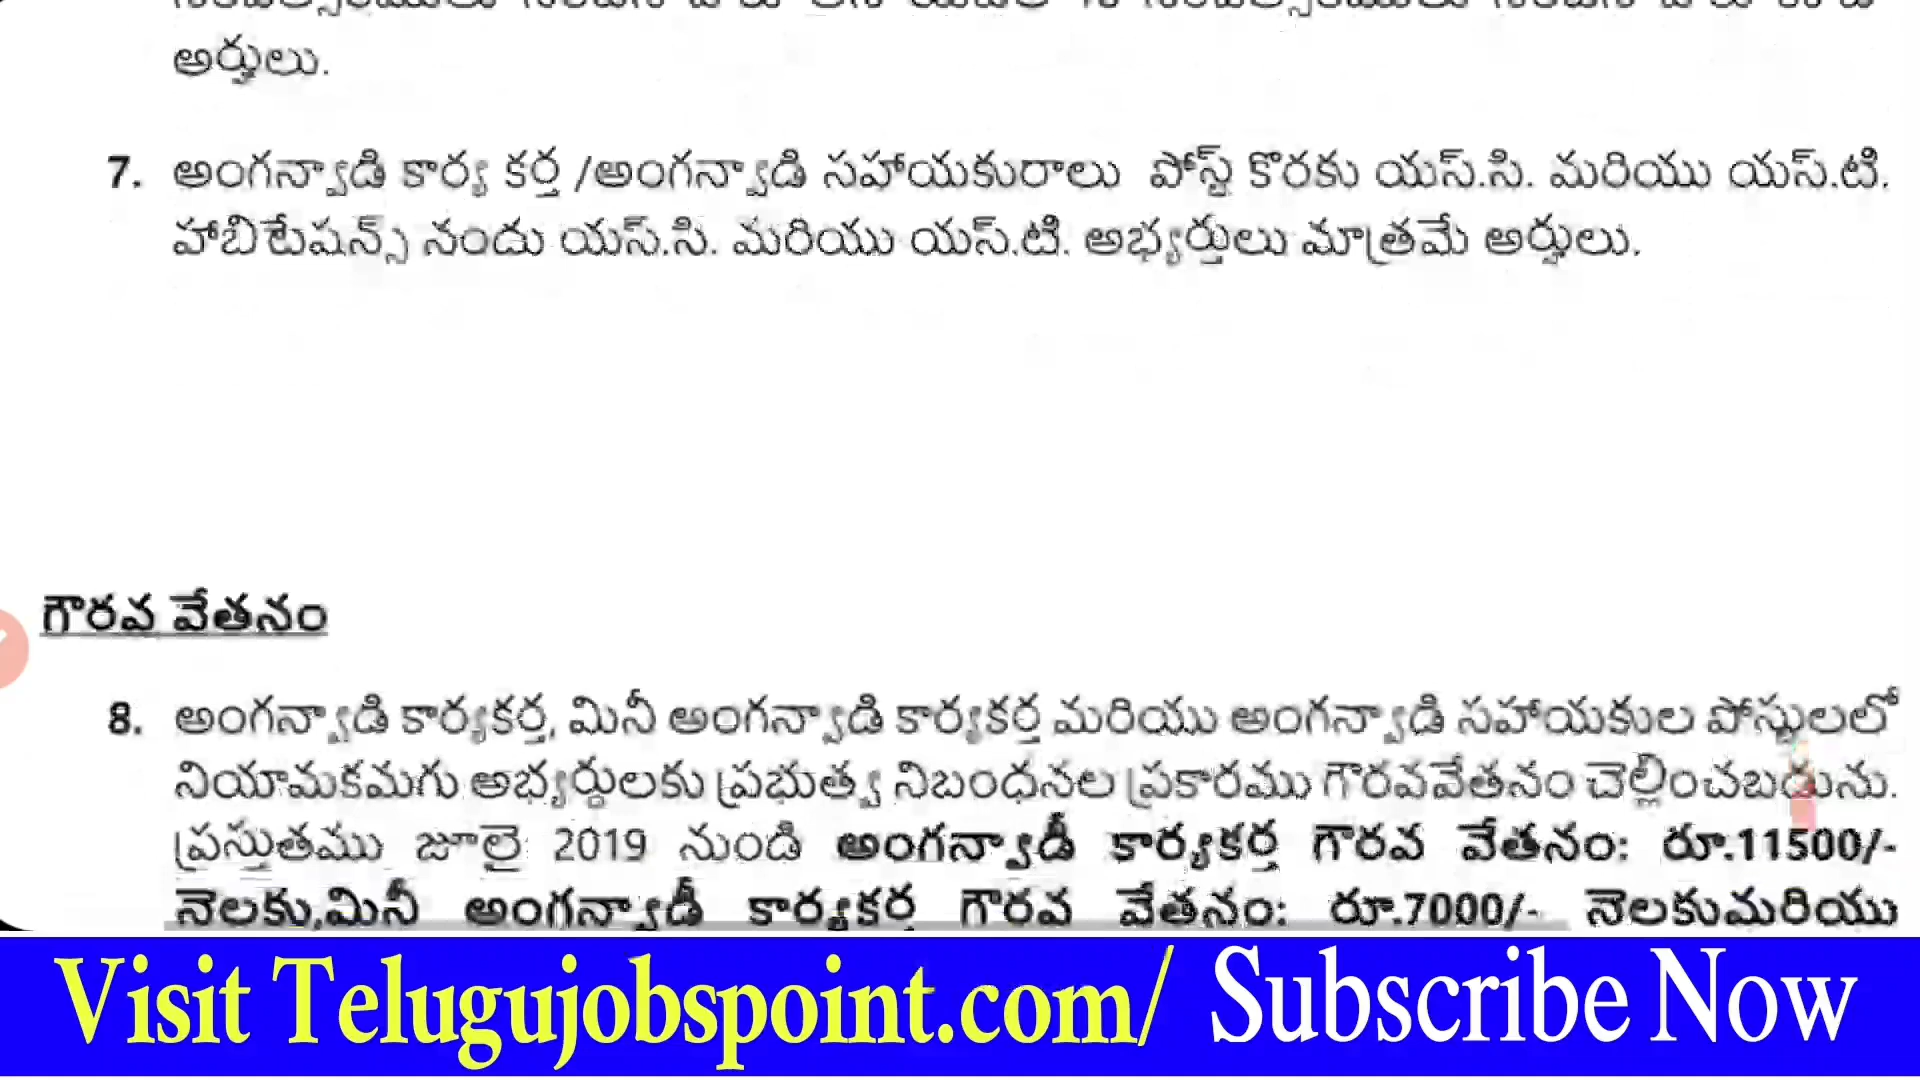 అర్హులు.
7. అంగన్వాడి కార్య కర్త /అంగన్వాడి సహాయకురాలు పోస్ట్ కొరకు యస్.సి. మరియు యస్.టి.
హాబిటేషన్స్ నందు యస్.సి. మరియు యస్.టి. అభ్యర్తులు మాత్రమే అర్హులు.
గౌరవ వేతనం
8. అంగన్వాడి కార్యకర్త, మినీ అంగన్వాడి కార్యకర్త మరియు అంగన్వాడి సహాయకుల పోస్టులలో
నియామకమగు అభ్యర్ధులకు ప్రభుత్వ నిబంధనల ప్రకారము గౌరవవేతనం చెల్లించబడును.
ప్రస్తుతము జూలై 2019 నుండి అంగన్వాడీ కార్యకర్త గౌరవ వేతనం: రూ.11500/-
నెలకు,మినీ అంగన్వాడీ కార్యకర్త గౌరవ వేతనం: రూ.7000/- నెలకుమరియు
Visit Telugujobspoint.com/ Subscribe Now